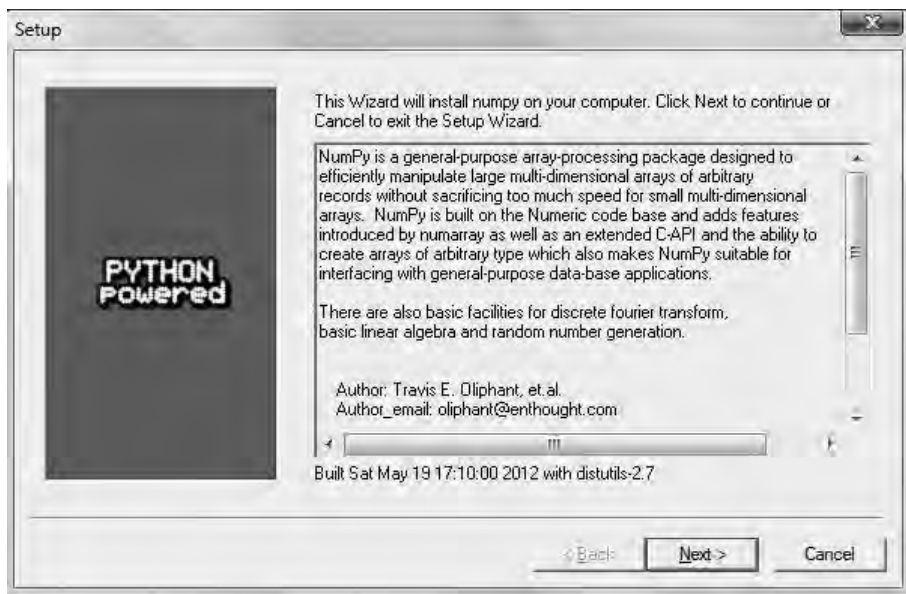 Setup
This Wizard will install numpy on your computer. Click Next to continue or
Cancel to exit the Setup Wizard.
NumPy is a general-purpose array-processing package designed to
efficiently manipulate large multi-dimensional arrays of arbitrary
records without sacrificing too much speed for small multi-dimensional
arrays. NumPy is built on the Numeric code base and adds features
introduced by numarray as well as an extended C-API and the ability to
create arrays of arbitrary type which also makes NumPy suitable for
interfacing with general-purpose data-base applications.
There are also basic facilities for discrete fourier transform,
basic linear algebra and random number generation.
Author: Travis E. Oliphant, et.al.
Author_email: oliphant@enthought.com
PYTHON
Powered
Built Sat May 19 17:10:00 2012 with distutils-2.7
< Back
Next >
Cancel